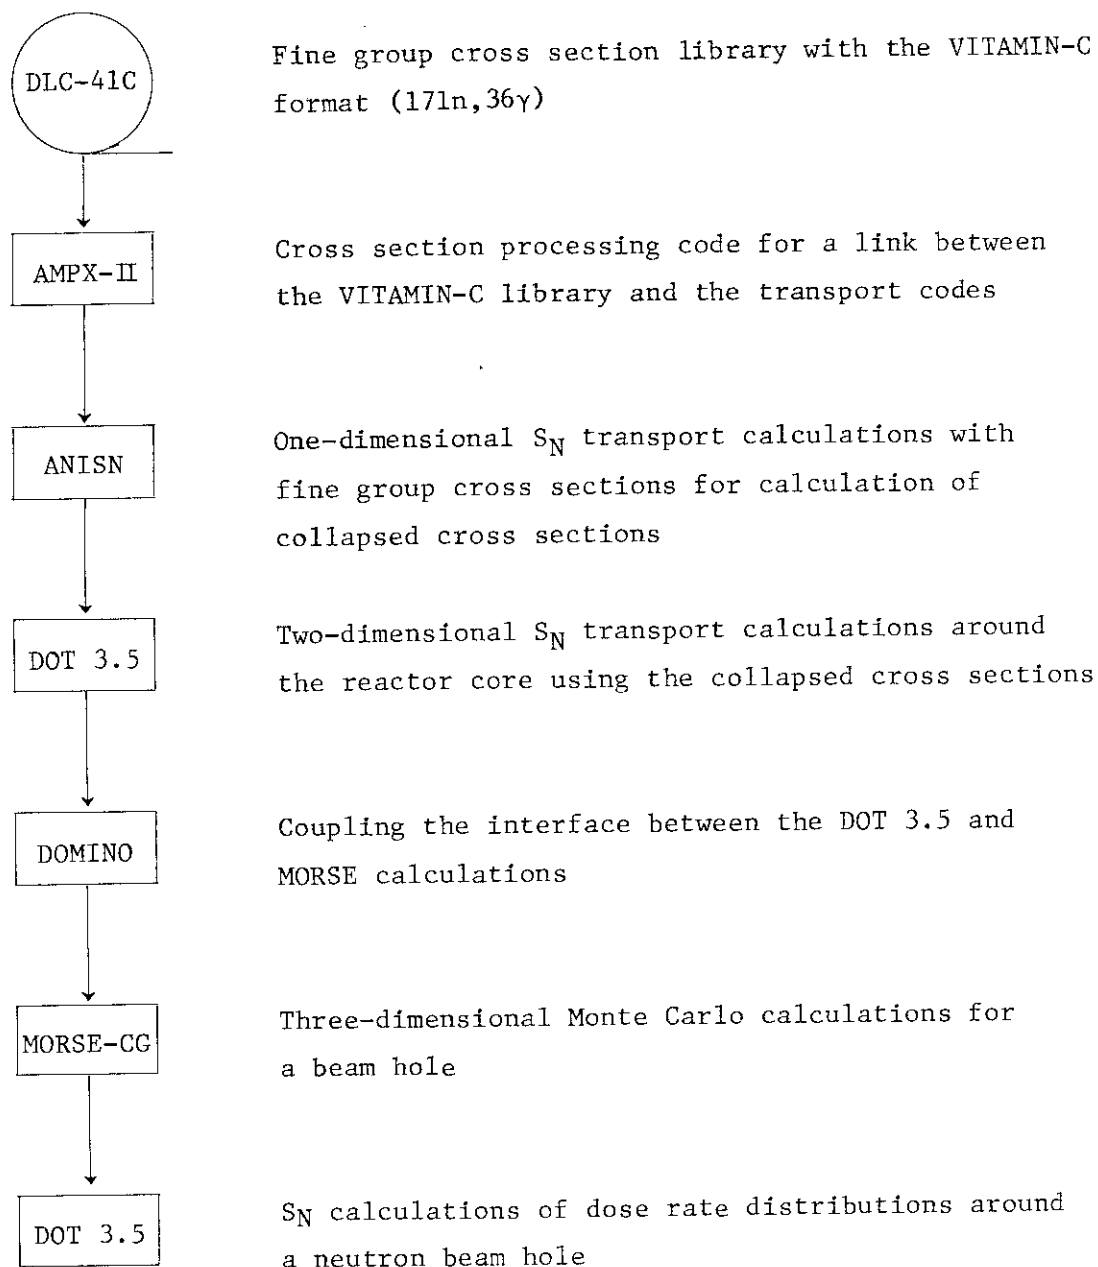 DLC-41C
Fine group cross section library with the VITAMIN-C
format (171n,36γ)
AMPX-II
Cross section processing code for a link between
the VITAMIN-C library and the transport codes
ANISN
One-dimensional SN transport calculations with
fine group cross sections for calculation of
collapsed cross sections
DOT 3.5
Two-dimensional SN transport calculations around
the reactor core using the collapsed cross sections
DOMINO
Coupling the interface between the DOT 3.5 and
MORSE calculations
MORSE-CG
Three-dimensional Monte Carlo calculations for
a beam hole
DOT 3.5
SN calculations of dose rate distributions around
a neutron beam hole